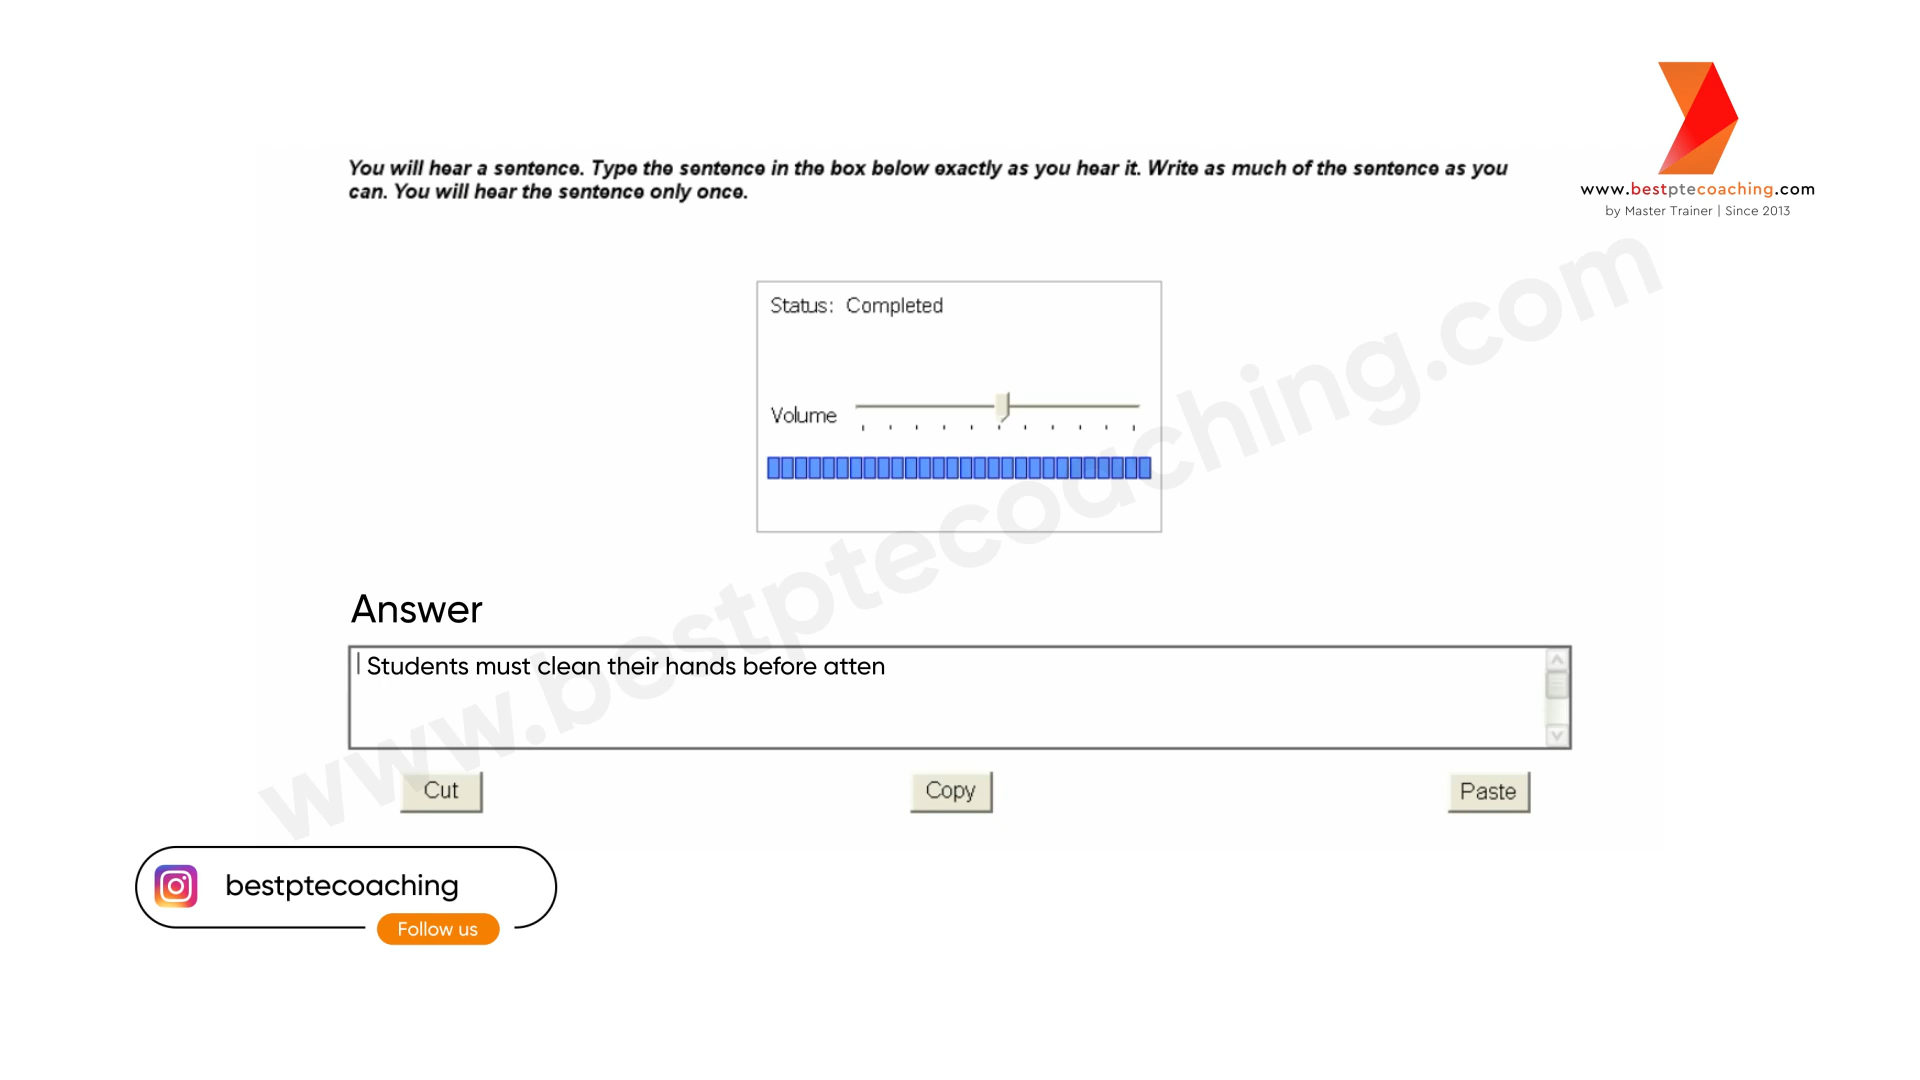 You will hear a sentence. Type the sentence in the box below exactly as you hear it. Write as much of the sentence as you
can. You will hear the sentence only once.
www.bestptecoaching.com
by Master Trainer | Since 2013
Status: Completed
Volume
www.bestptecoaching.com
Answer
Students must clean their hands before atten
Cut
Copy
Paste
bestptecoaching
Follow us